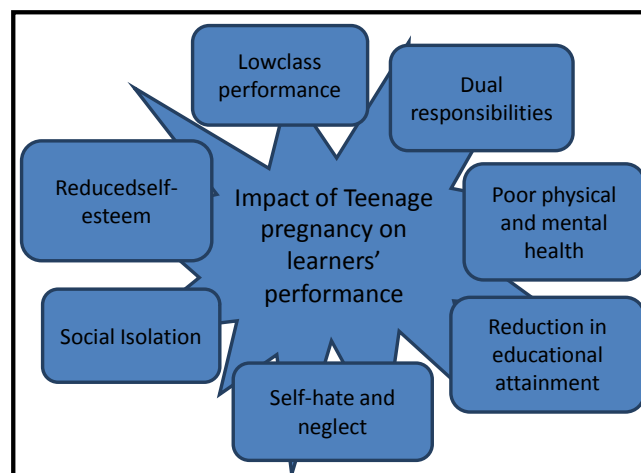 Lowclass
performance
Dual
responsibilities
Reducedself-
esteem
Impact of Teenage
pregnancy on
learners’
performance
Poor physical
and mental
health
Social Isolation
Reduction in
educational
attainment
Self-hate and
neglect